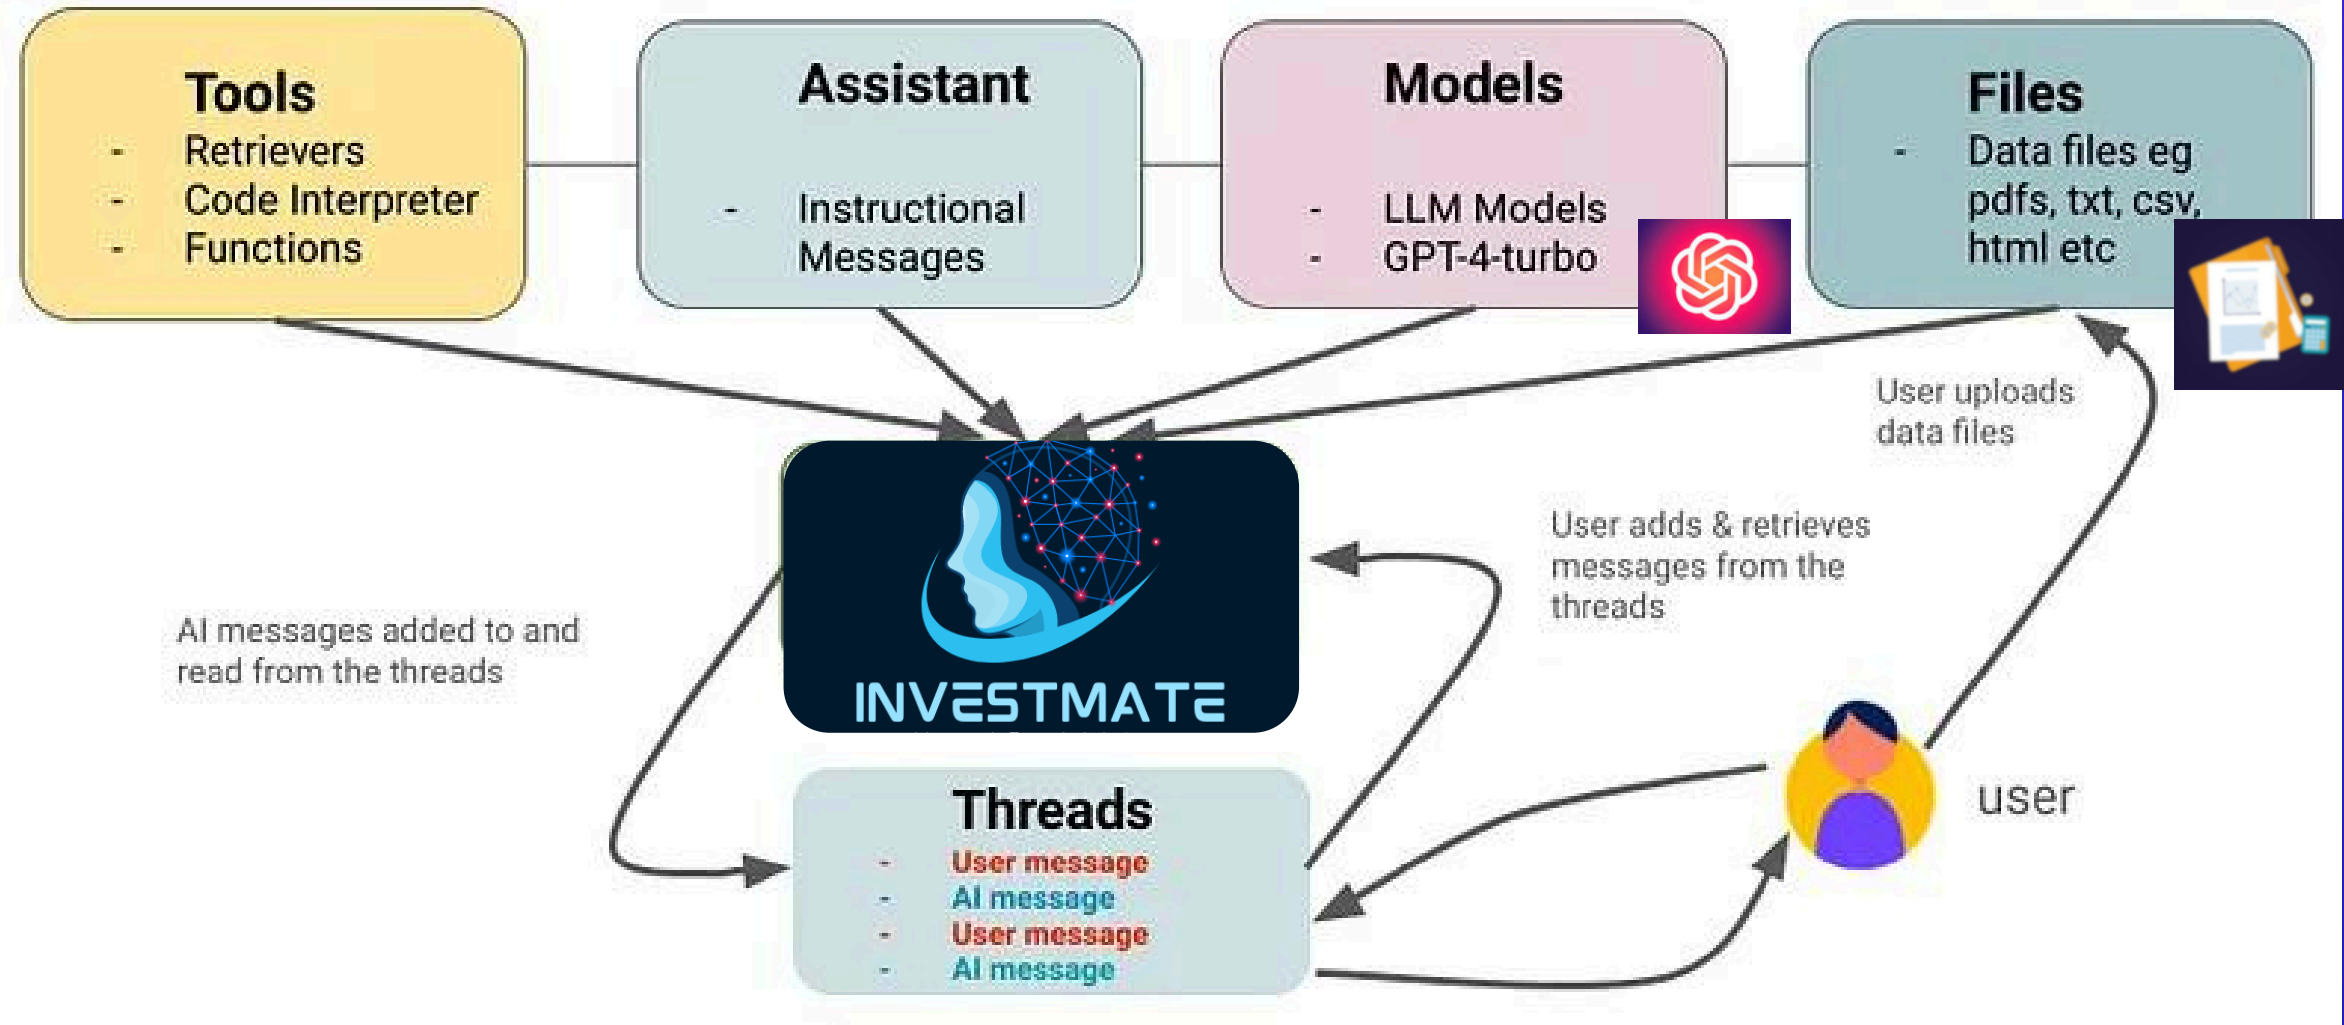 Tools
- Retrievers
- Code Interpreter
- Functions
Assistant
- Instructional
Messages
Models
- LLM Models
- GPT-4-turbo
Files
- Data files eg
pdfs, txt, csv,
html etc
User uploads
data files
User adds & retrieves
messages from the
threads
AI messages added to and
read from the threads
INVESTMATE
Threads
- User message
- AI message
- User message
- AI message
user